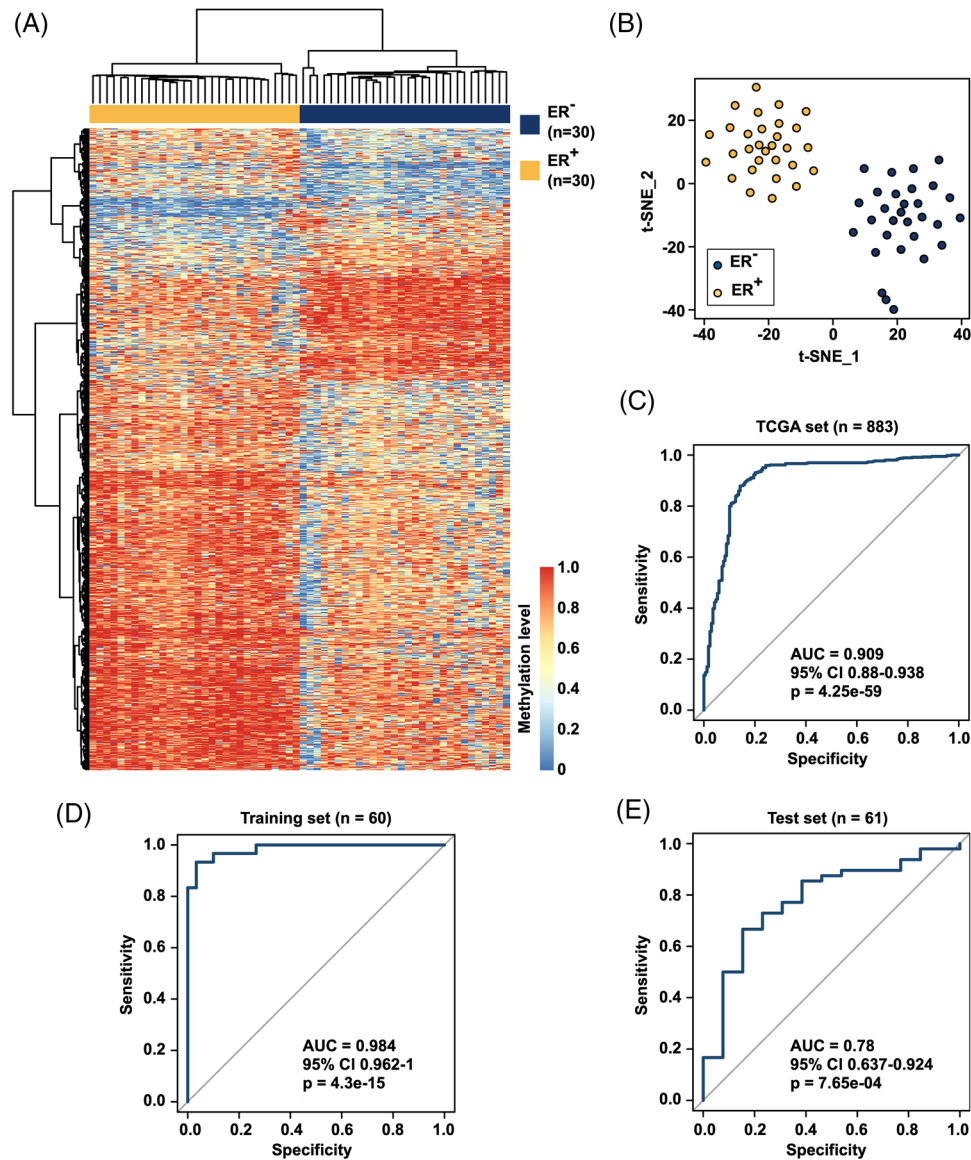 (A)
ER⁻
(n=30)
ER⁺
(n=30)
Methylation level
1.0
0.8
0.6
0.4
0.2
0
(B)
t-SNE_2
20
0
-20
-40
ER⁻
ER⁺
-40
-20
0
20
40
t-SNE_1
(C)
TCGA set (n = 883)
Sensitivity
1.0
0.8
0.6
0.4
0.2
0.0
AUC = 0.909
95% CI 0.88-0.938
p = 4.25e-59
0.0
0.2
0.4
0.6
0.8
1.0
Specificity
(D)
Training set (n = 60)
Sensitivity
1.0
0.8
0.6
0.4
0.2
0.0
AUC = 0.984
95% CI 0.962-1
p = 4.3e-15
0.0
0.2
0.4
0.6
0.8
1.0
Specificity
(E)
Test set (n = 61)
Sensitivity
1.0
0.8
0.6
0.4
0.2
0.0
AUC = 0.78
95% CI 0.637-0.924
p = 7.65e-04
0.0
0.2
0.4
0.6
0.8
1.0
Specificity